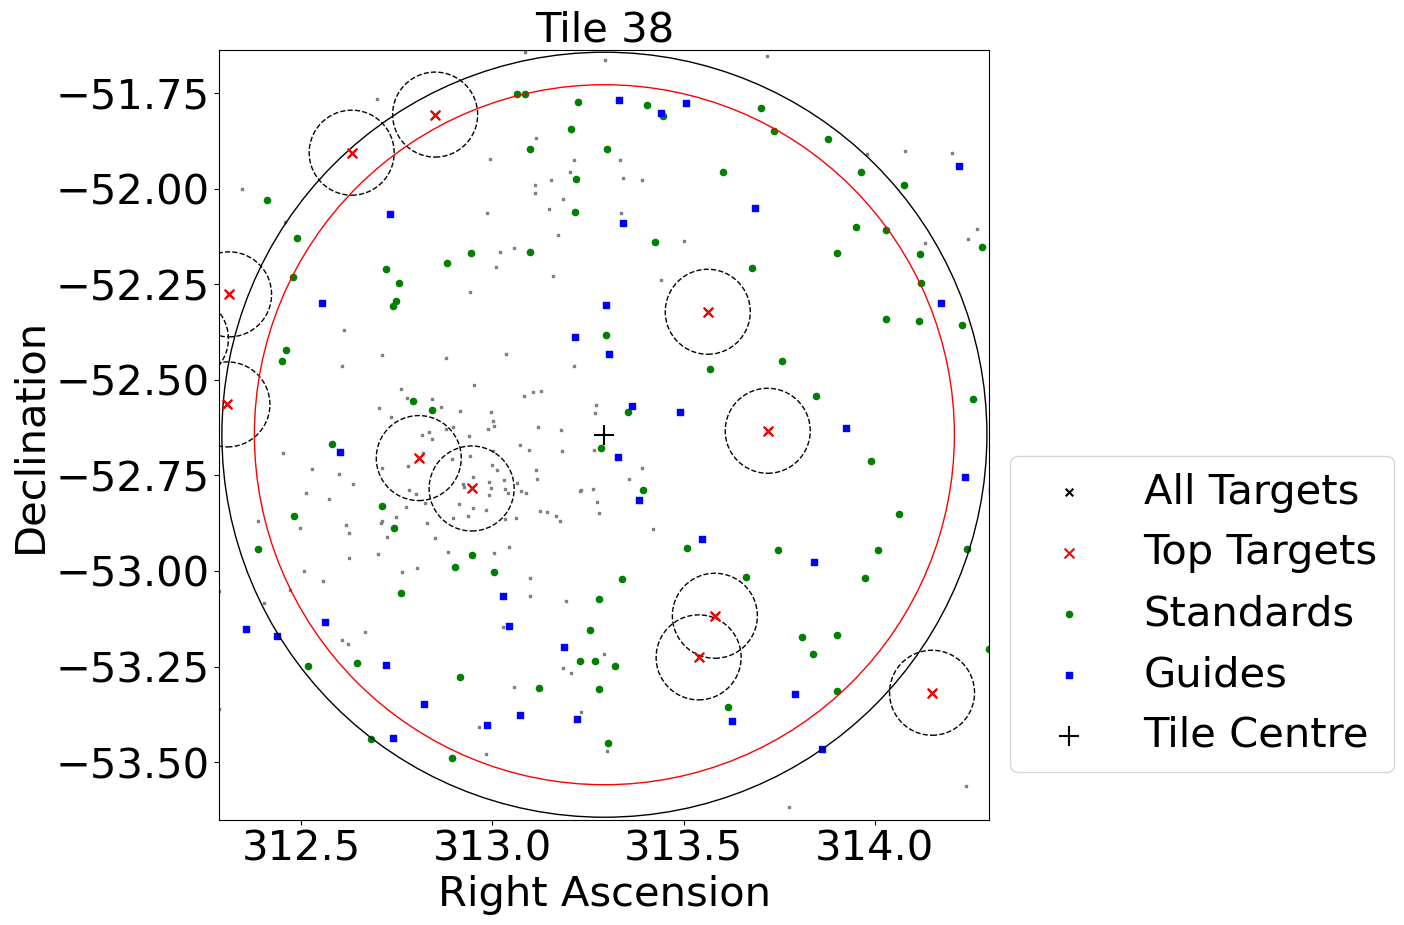 Tile 38
−51.75
−52.00
−52.25
−52.50
−52.75
−53.00
−53.25
−53.50
Declination
312.5 313.0 313.5 314.0
Right Ascension
All Targets
Top Targets
Standards
Guides
Tile Centre